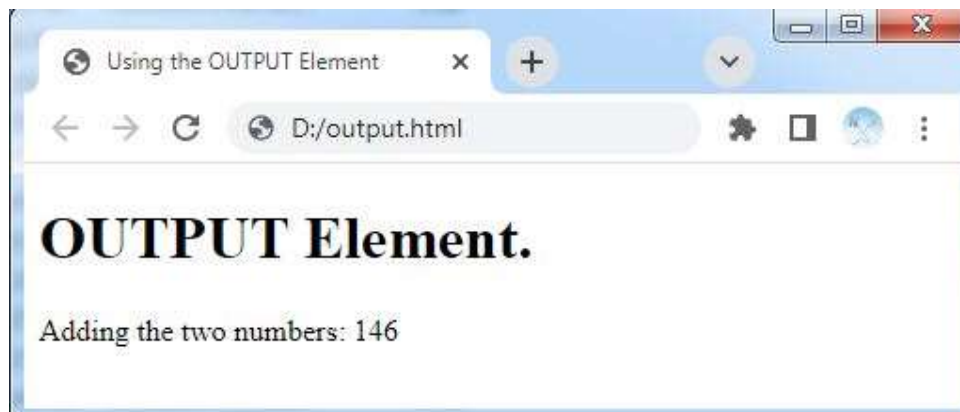 Using the OUTPUT Element
D:/output.html
OUTPUT Element.
Adding the two numbers: 146